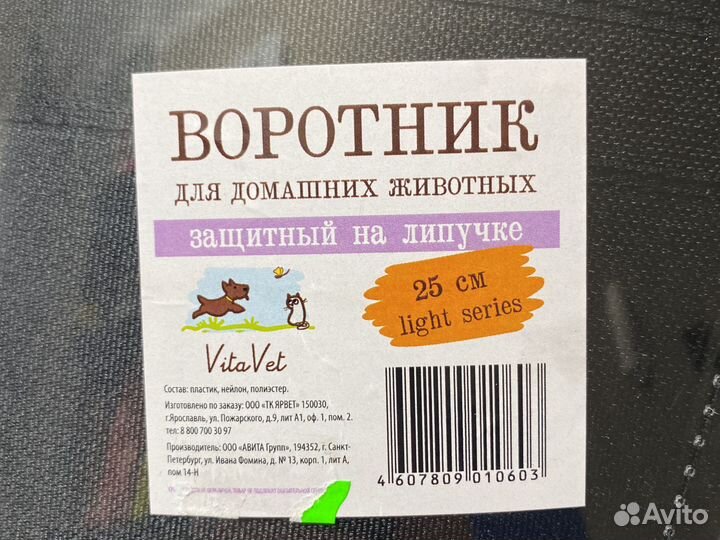 ВОРОТНИК
ДЛЯ ДОМАШНИХ ЖИВОТНЫХ
защитный на липучке
25 см
light series
VitaVet
Состав: пластик, нейлон, полиэстер.
Изготовлено по заказу: ООО «ТК ЯРВЕТ» 150030,
г.Ярославль, ул. Пожарского, д.9, лит А1, оф. 1, пом. 2.
тел: 8 800 700 30 97
Производитель: ООО «АВИТА Групп», 194352, г. Санкт-
Петербург, ул. Ивана Фомина, д. № 13, корп. 1, лит А,
пом 14-Н
4 607809 010603
Avito